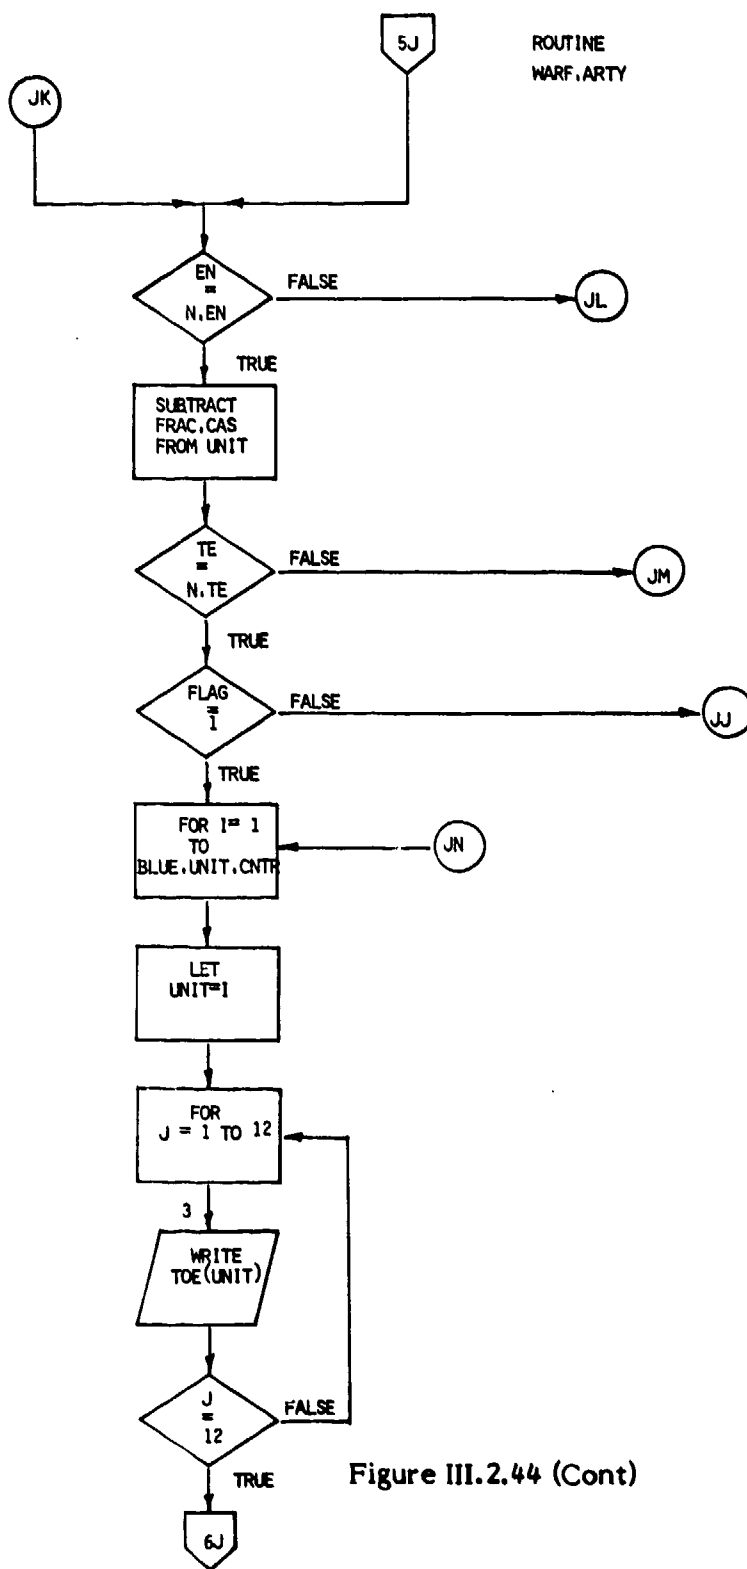 5J
ROUTINE
WARF.ARTY
JK
EN
=
N.EN
FALSE
JL
TRUE
SUBTRACT
FRAC.CAS
FROM UNIT
TE
=
N.TE
FALSE
JM
TRUE
FLAG
=
1
FALSE
JJ
TRUE
FOR I= 1
TO
BLUE.UNIT.CNTR
JN
LET
UNIT=I
FOR
J = 1 TO 12
3
WRITE
TOE(UNIT)
J
=
12
FALSE
TRUE
Figure III.2.44 (Cont)
6J